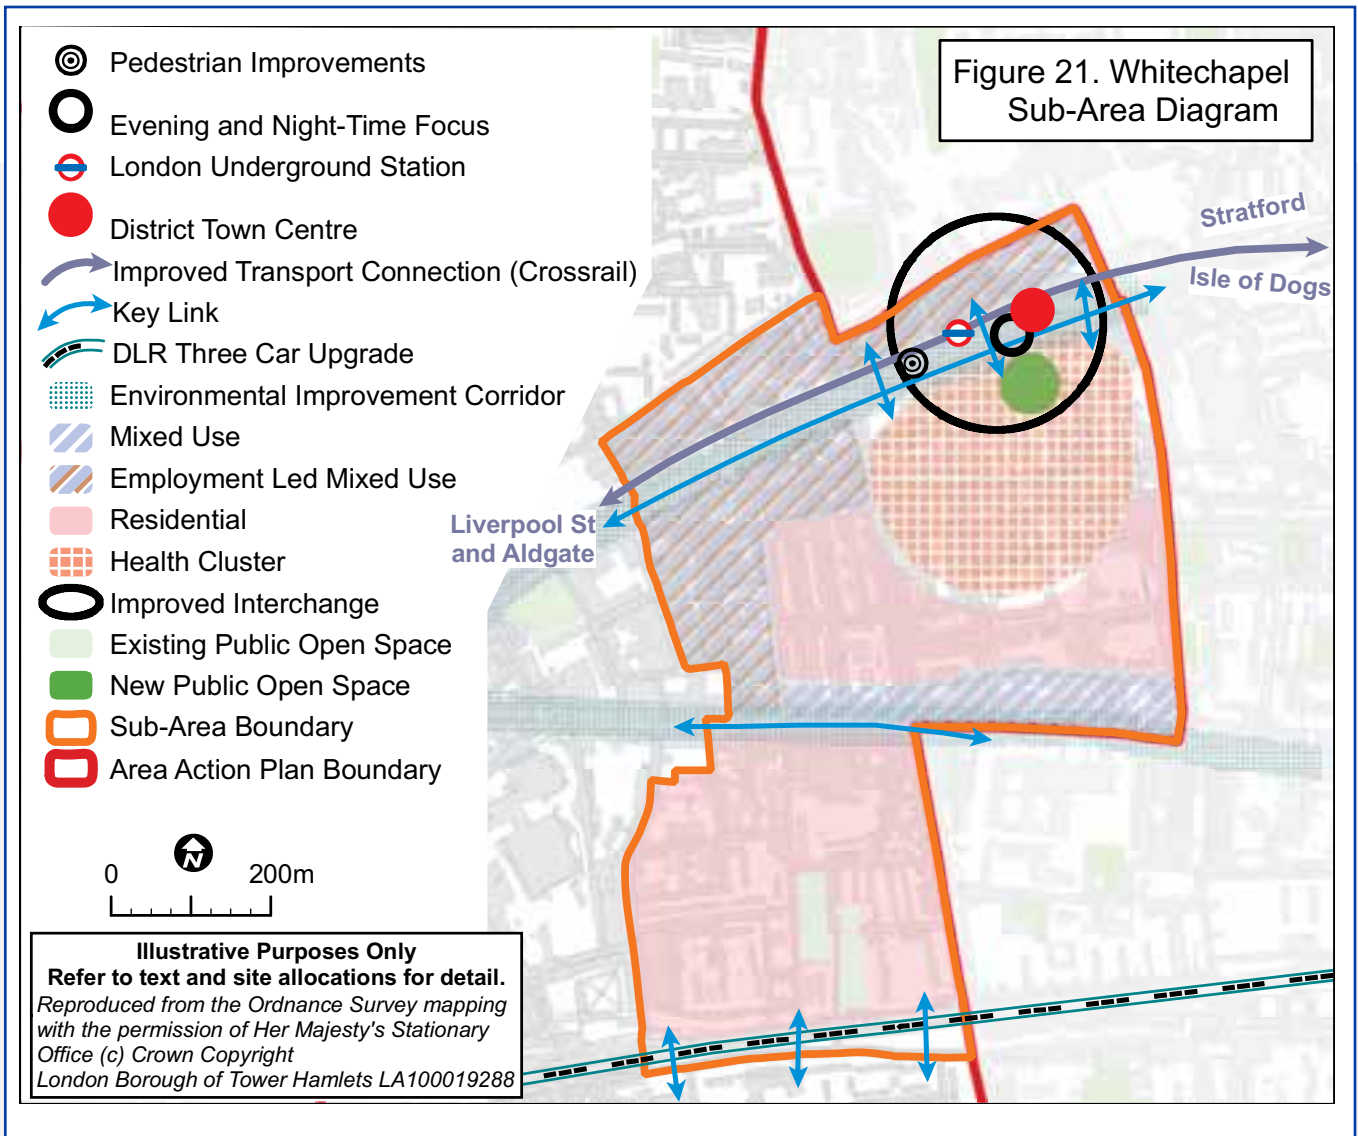 Figure 21. Whitechapel
Sub-Area Diagram
Pedestrian Improvements
Evening and Night-Time Focus
London Underground Station
District Town Centre
Improved Transport Connection (Crossrail)
Key Link
DLR Three Car Upgrade
Environmental Improvement Corridor
Mixed Use
Employment Led Mixed Use
Residential
Health Cluster
Improved Interchange
Existing Public Open Space
New Public Open Space
Sub-Area Boundary
Area Action Plan Boundary
Stratford
Isle of Dogs
Liverpool St
and Aldgate
N
0 200m
Illustrative Purposes Only
Refer to text and site allocations for detail.
Reproduced from the Ordnance Survey mapping
with the permission of Her Majesty's Stationary
Office (c) Crown Copyright
London Borough of Tower Hamlets LA100019288